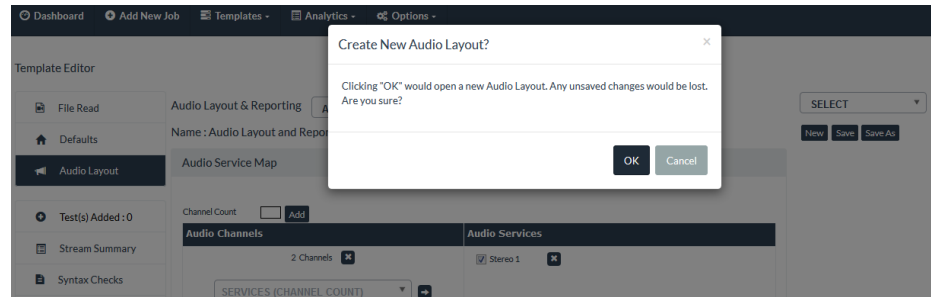 Dashboard Add New Job Templates Analytics Options
Create New Audio Layout? ×
Template Editor
Clicking "OK" would open a new Audio Layout. Any unsaved changes would be lost.
Are you sure?
File Read
Audio Layout & Reporting
SELECT
Defaults
Name : Audio Layout and Repor
New Save Save As
OK Cancel
Audio Layout
Audio Service Map
Test(s) Added : 0
Channel Count Add
Audio Channels Audio Services
Stream Summary
2 Channels Stereo 1
Syntax Checks
SERVICES (CHANNEL COUNT)